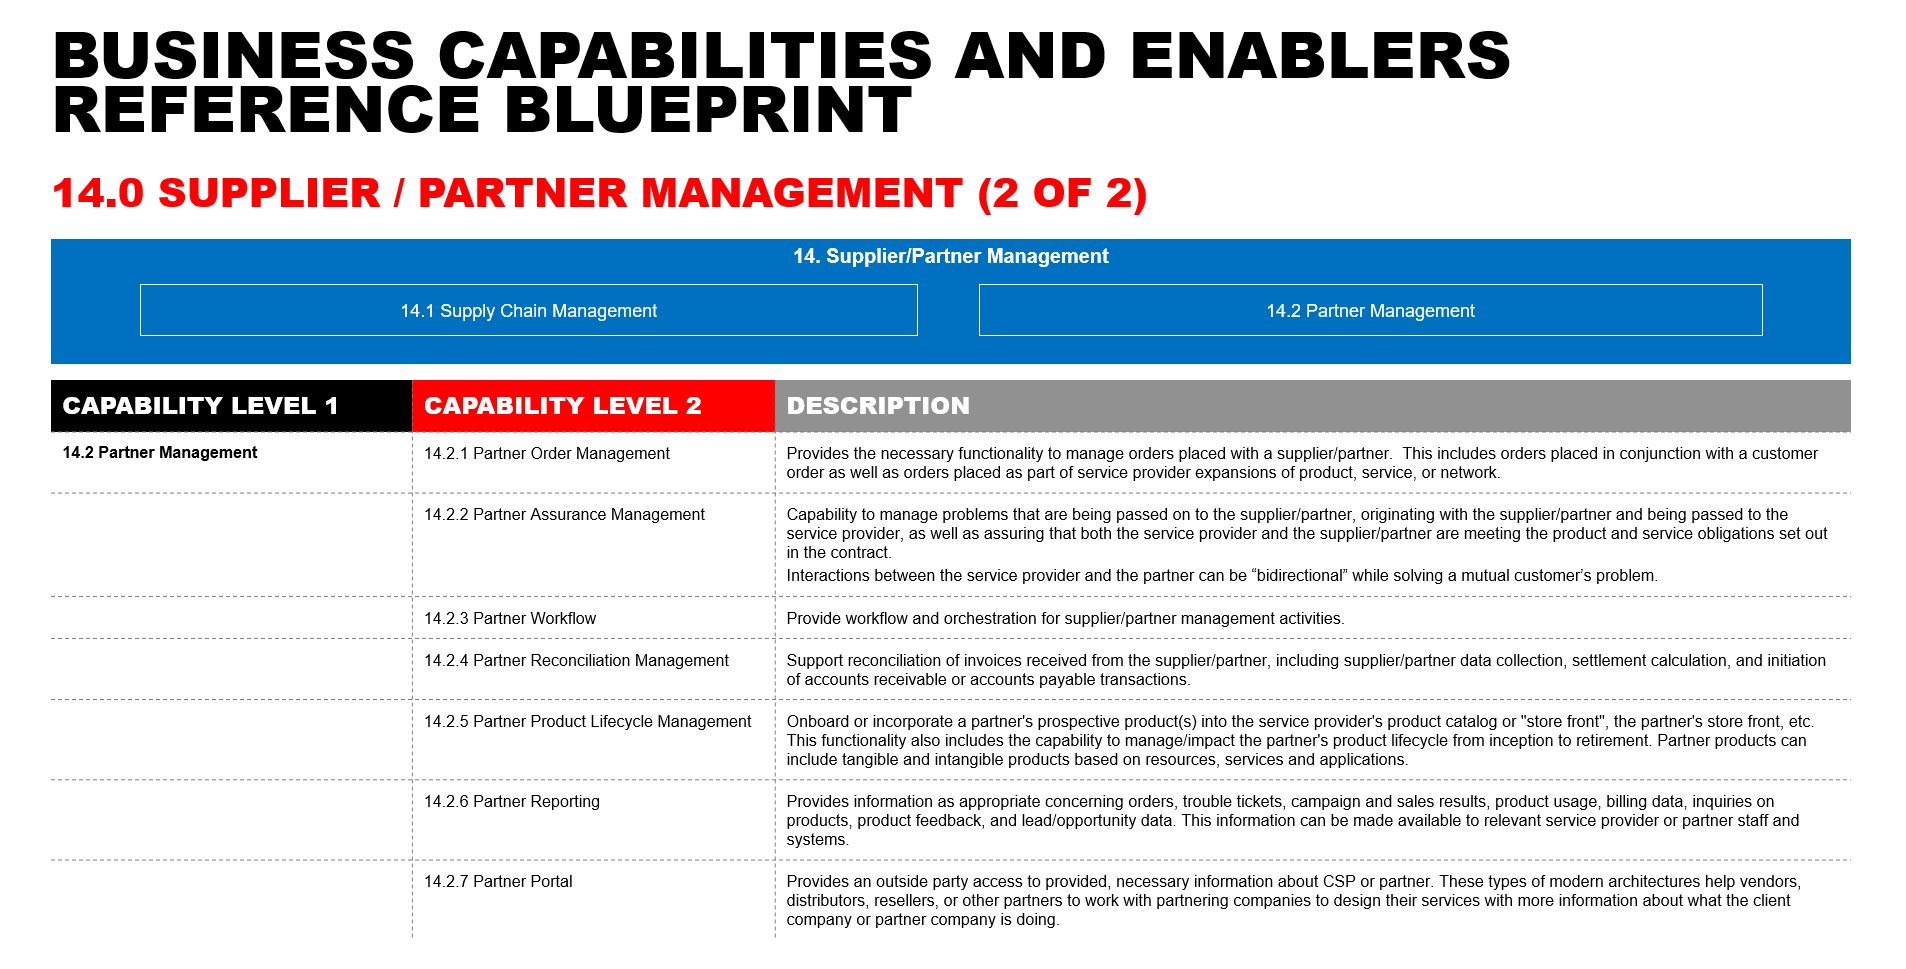 BUSINESS CAPABILITIES AND ENABLERS
REFERENCE BLUEPRINT
14.0 SUPPLIER / PARTNER MANAGEMENT (2 OF 2)
14. Supplier/Partner Management
14.1 Supply Chain Management
14.2 Partner Management
CAPABILITY LEVEL 1
CAPABILITY LEVEL 2
DESCRIPTION
14.2 Partner Management
14.2.1 Partner Order Management
Provides the necessary functionality to manage orders placed with a supplier/partner.  This includes orders placed in conjunction with a customer
order as well as orders placed as part of service provider expansions of product, service, or network.
14.2.2 Partner Assurance Management
Capability to manage problems that are being passed on to the supplier/partner, originating with the supplier/partner and being passed to the
service provider, as well as assuring that both the service provider and the supplier/partner are meeting the product and service obligations set out
in the contract.
Interactions between the service provider and the partner can be “bidirectional” while solving a mutual customer’s problem.
14.2.3 Partner Workflow
Provide workflow and orchestration for supplier/partner management activities.
14.2.4 Partner Reconciliation Management
Support reconciliation of invoices received from the supplier/partner, including supplier/partner data collection, settlement calculation, and initiation
of accounts receivable or accounts payable transactions.
14.2.5 Partner Product Lifecycle Management
Onboard or incorporate a partner's prospective product(s) into the service provider's product catalog or "store front", the partner's store front, etc.
This functionality also includes the capability to manage/impact the partner's product lifecycle from inception to retirement. Partner products can
include tangible and intangible products based on resources, services and applications.
14.2.6 Partner Reporting
Provides information as appropriate concerning orders, trouble tickets, campaign and sales results, product usage, billing data, inquiries on
products, product feedback, and lead/opportunity data. This information can be made available to relevant service provider or partner staff and
systems.
14.2.7 Partner Portal
Provides an outside party access to provided, necessary information about CSP or partner. These types of modern architectures help vendors,
distributors, resellers, or other partners to work with partnering companies to design their services with more information about what the client
company or partner company is doing.